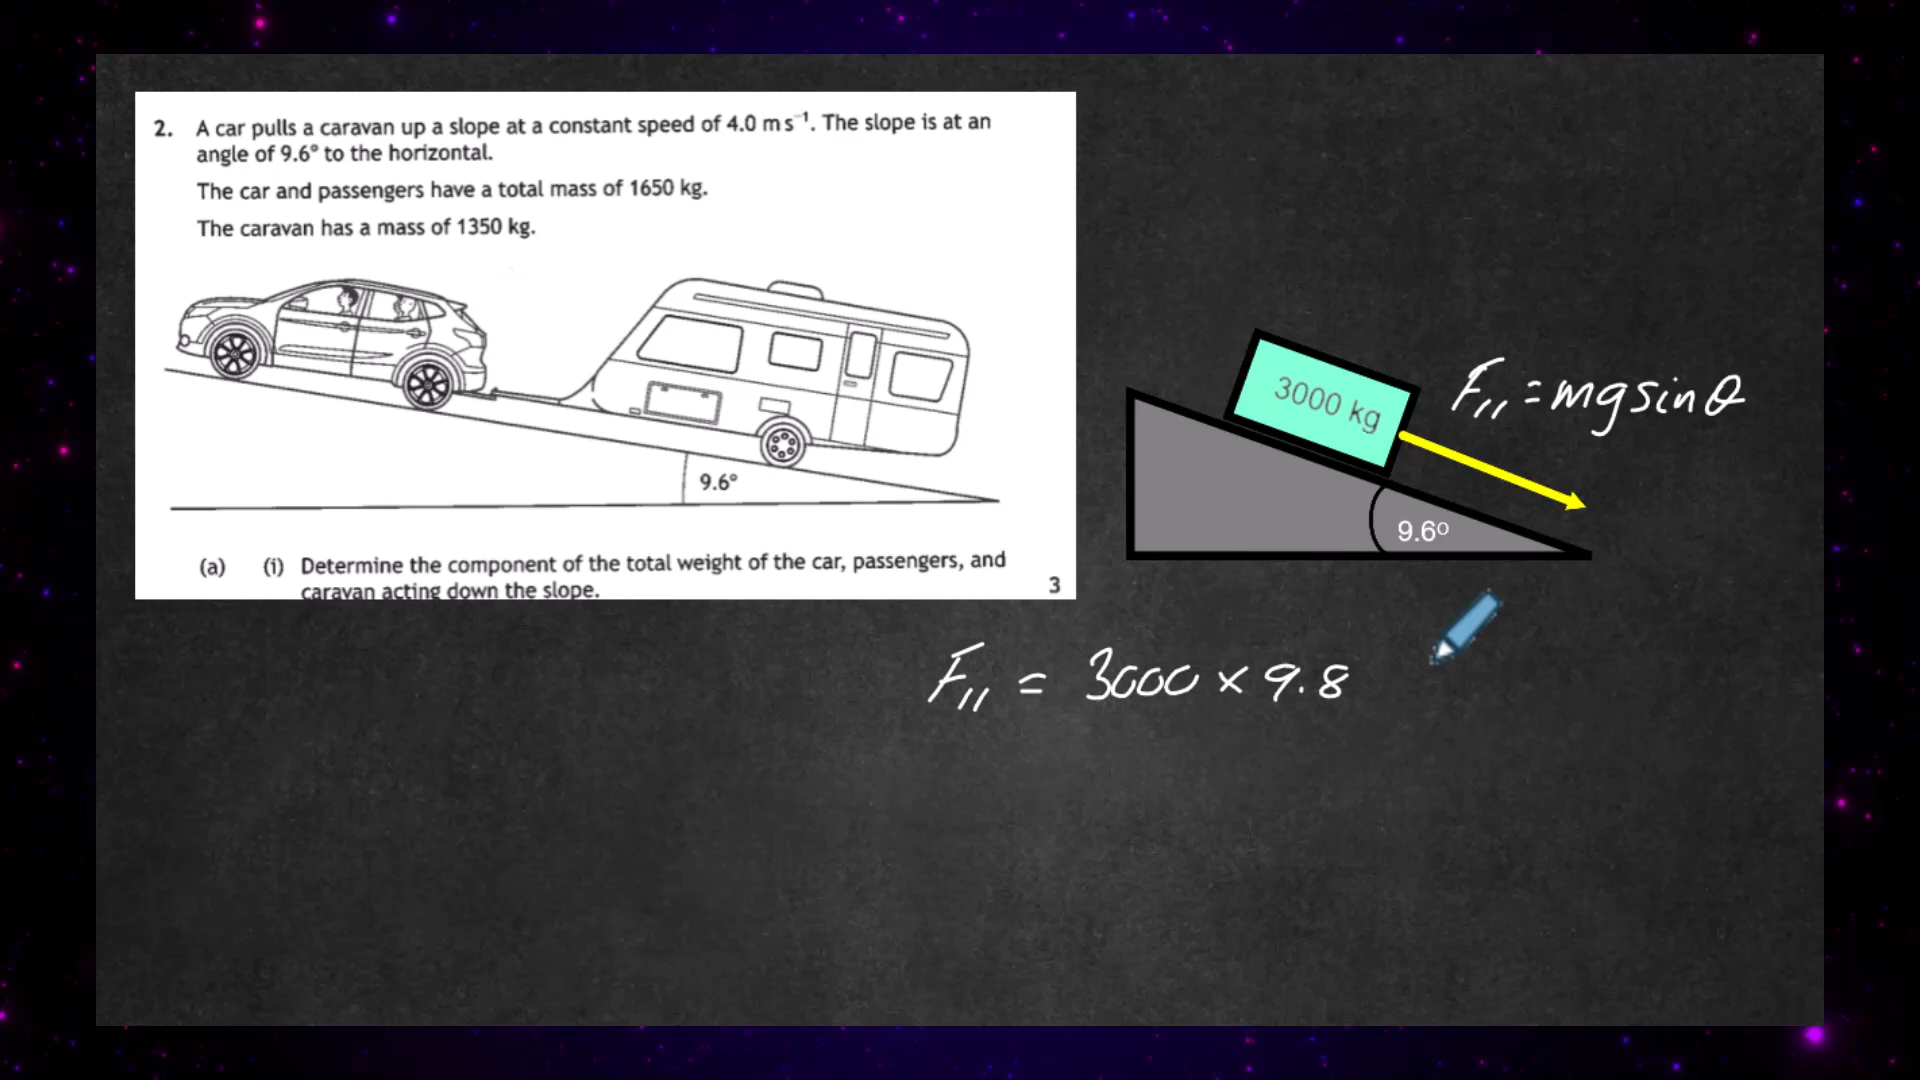 2. A car pulls a caravan up a slope at a constant speed of 4.0 m s⁻¹. The slope is at an
angle of 9.6° to the horizontal.
The car and passengers have a total mass of 1650 kg.
The caravan has a mass of 1350 kg.
9.6°
(a) (i) Determine the component of the total weight of the car, passengers, and
caravan acting down the slope.
3
3000 kg
F// = mg sin θ
9.6o
F// = 3000 × 9.8